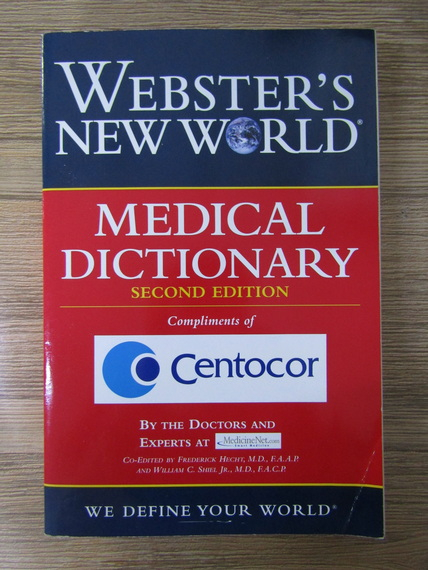 WEBSTER'S
NEW WORLD®
MEDICAL
DICTIONARY
SECOND EDITION
Compliments of
Centocor
BY THE DOCTORS AND
EXPERTS AT MedicineNet.com
CO-EDITED BY FREDERICK HECHT, M.D., F.A.A.P.
AND WILLIAM C. SHIEL JR., M.D., F.A.C.P.
WE DEFINE YOUR WORLD®